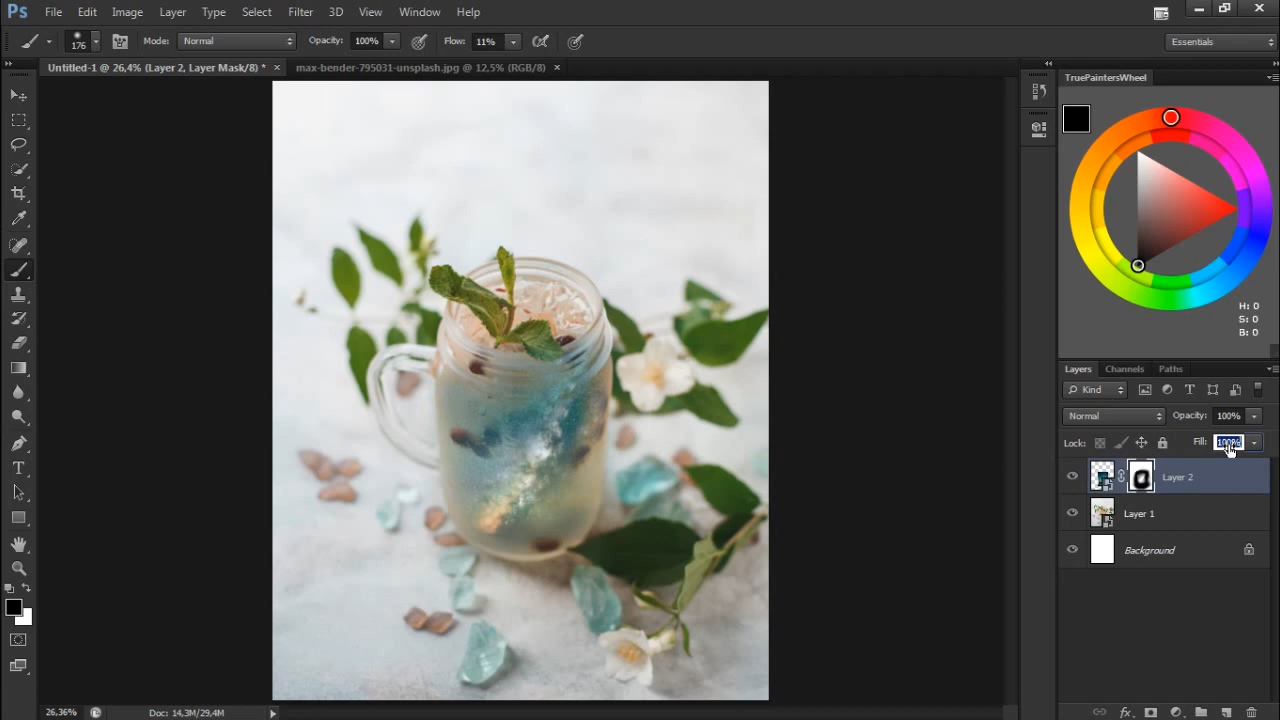 Ps File Edit Image Layer Type Select Filter 3D View Window Help
176 Mode: Normal Opacity: 100% Flow: 11% Essentials
Untitled-1 @ 26,4% (Layer 2, Layer Mask/8) * × max-bender-795031-unsplash.jpg @ 12,5% (RGB/8) ×
TruePaintersWheel
H: 0
S: 0
B: 0
Layers Channels Paths
Kind
Normal Opacity: 100%
Lock: Fill: 100%
Layer 2
Layer 1
Background
26,36% Doc: 14,3M/29,4M